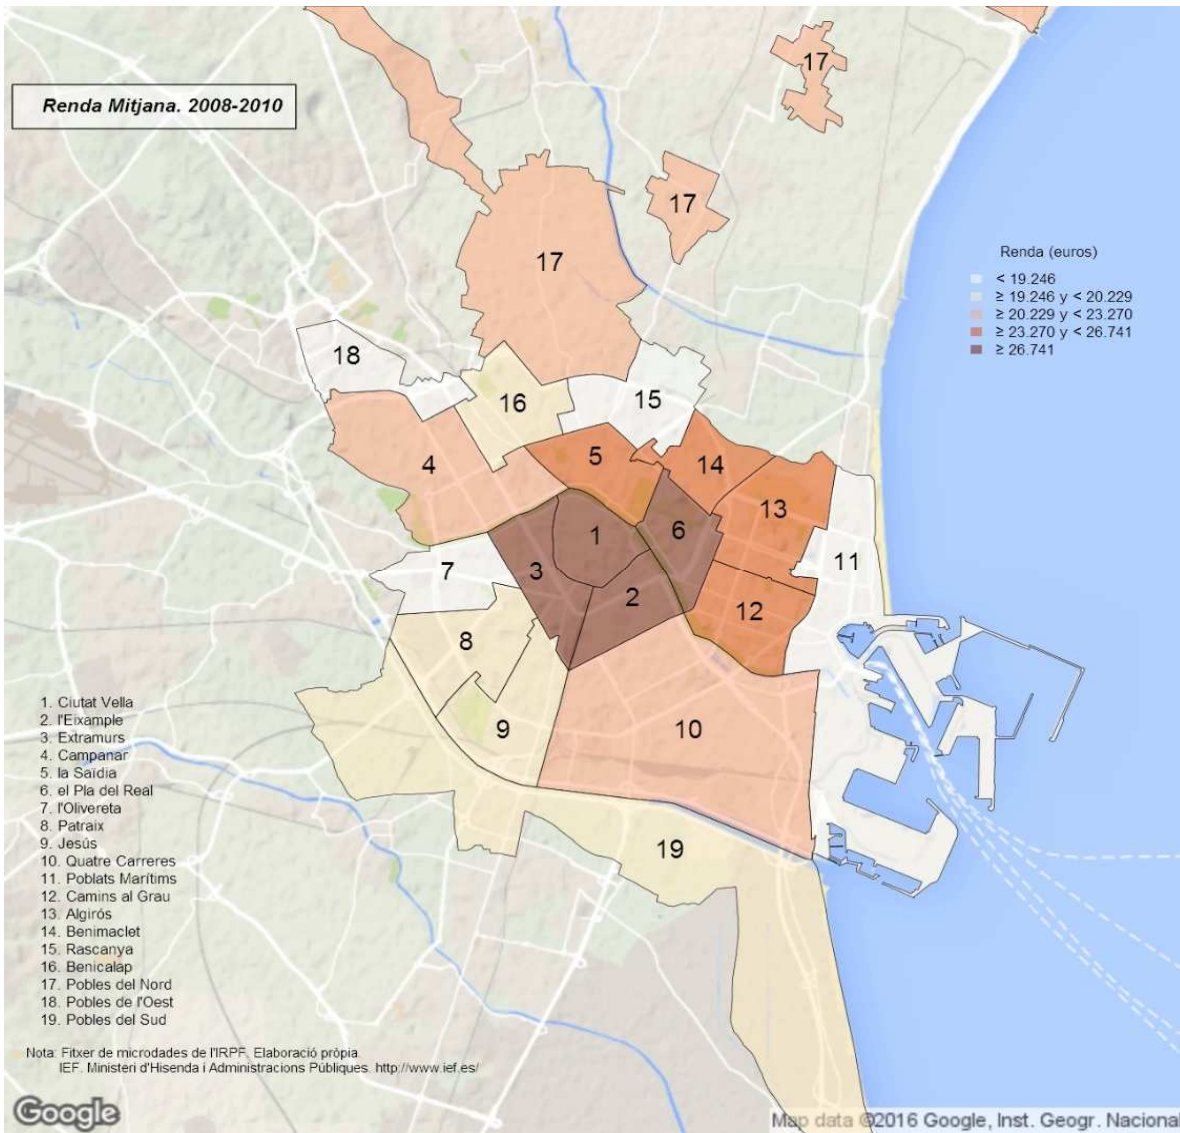 Renda Mitjana. 2008-2010
17
17
17
Renda (euros)
< 19.246
≥ 19.246 y < 20.229
≥ 20.229 y < 23.270
≥ 23.270 y < 26.741
≥ 26.741
18
16
15
4
5
14
13
1
6
7
3
11
2
12
8
9
10
19
1. Ciutat Vella
2. l'Eixample
3. Extramurs
4. Campanar
5. la Saïdia
6. el Pla del Real
7. l'Olivereta
8. Patraix
9. Jesús
10. Quatre Carreres
11. Poblats Marítims
12. Camins al Grau
13. Algirós
14. Benimaclet
15. Rascanya
16. Benicalap
17. Pobles del Nord
18. Pobles de l'Oest
19. Pobles del Sud
Nota: Fitxer de microdades de l'IRPF. Elaboració pròpia.
IEF. Ministeri d'Hisenda i Administracions Públiques. http://www.ief.es/
Google
Map data ©2016 Google, Inst. Geogr. Nacional